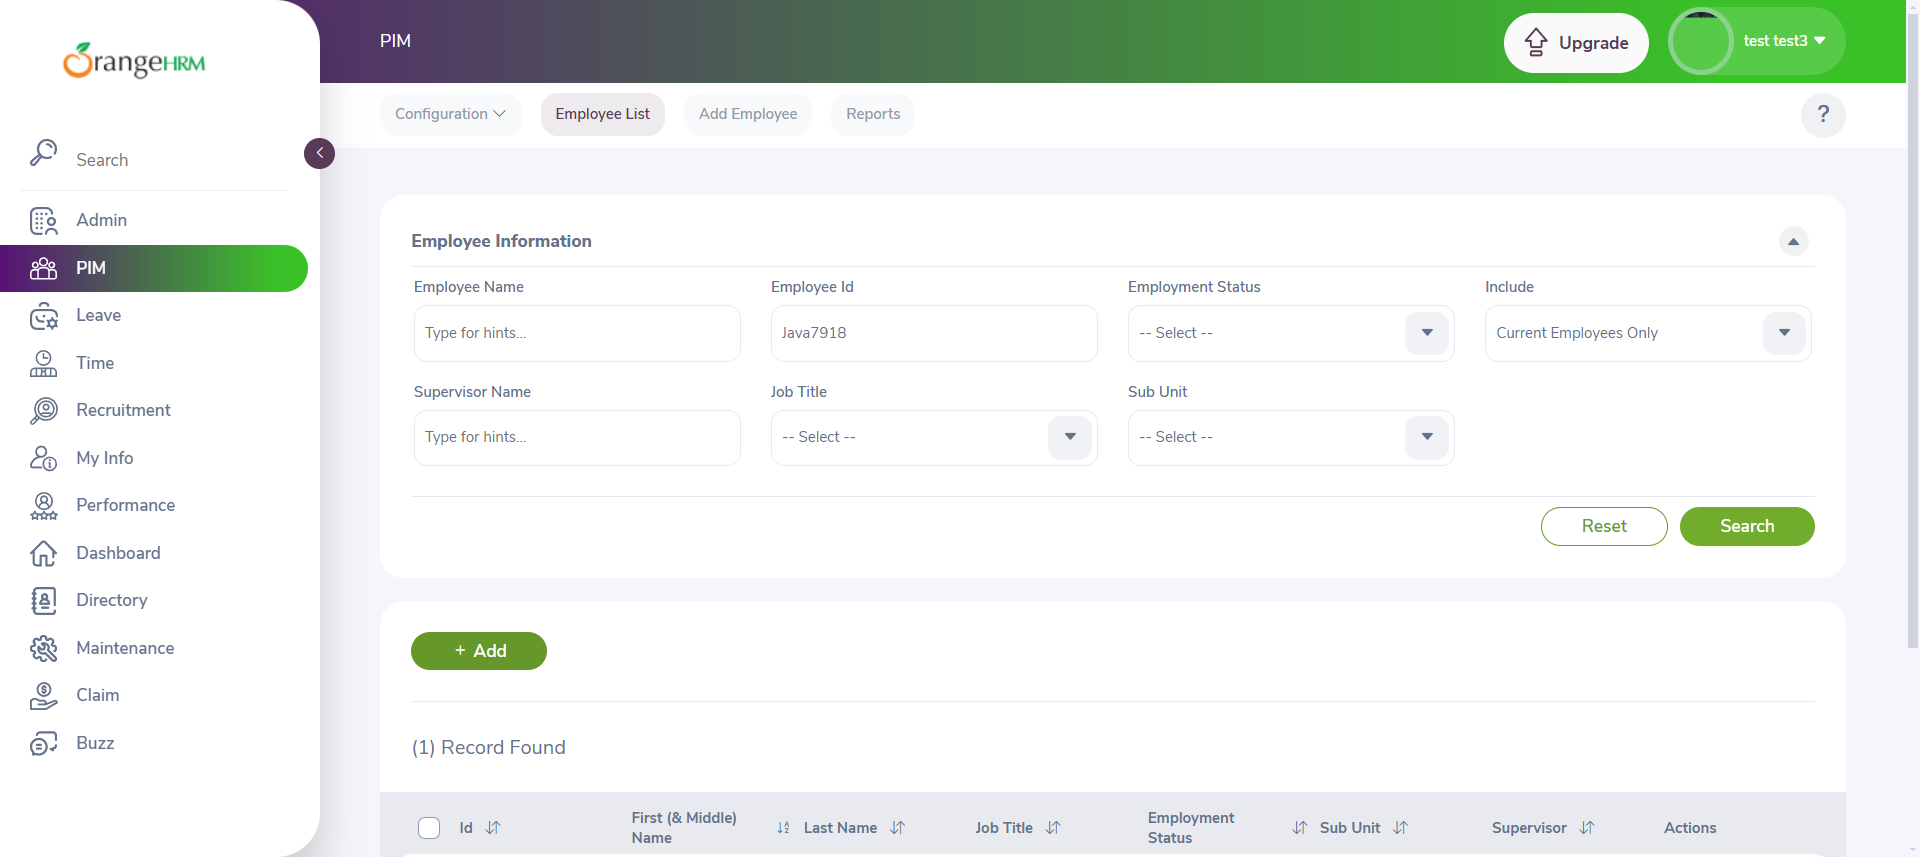 OrangeHRM
PIM
Upgrade
test test3
Configuration
Employee List
Add Employee
Reports
?
Search
Admin
PIM
Leave
Time
Recruitment
My Info
Performance
Dashboard
Directory
Maintenance
Claim
Buzz
Employee Information
Employee Name
Employee Id
Employment Status
Include
Type for hints...
Java7918
-- Select --
Current Employees Only
Supervisor Name
Job Title
Sub Unit
Type for hints...
-- Select --
-- Select --
Reset
Search
+ Add
(1) Record Found
Id
First (& Middle)
Name
Last Name
Job Title
Employment
Status
Sub Unit
Supervisor
Actions